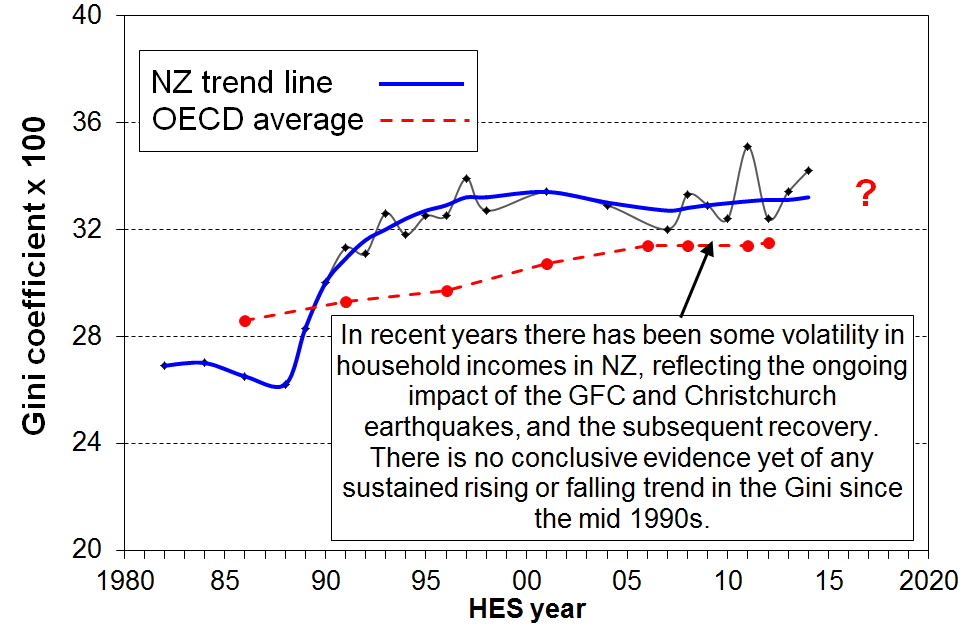 40
36
32
28
24
20
Gini coefficient x 100
NZ trend line
OECD average
?
In recent years there has been some volatility in
household incomes in NZ, reflecting the ongoing
impact of the GFC and Christchurch
earthquakes, and the subsequent recovery.
There is no conclusive evidence yet of any
sustained rising or falling trend in the Gini since
the mid 1990s.
1980 85 90 95 00 05 10 15 2020
HES year